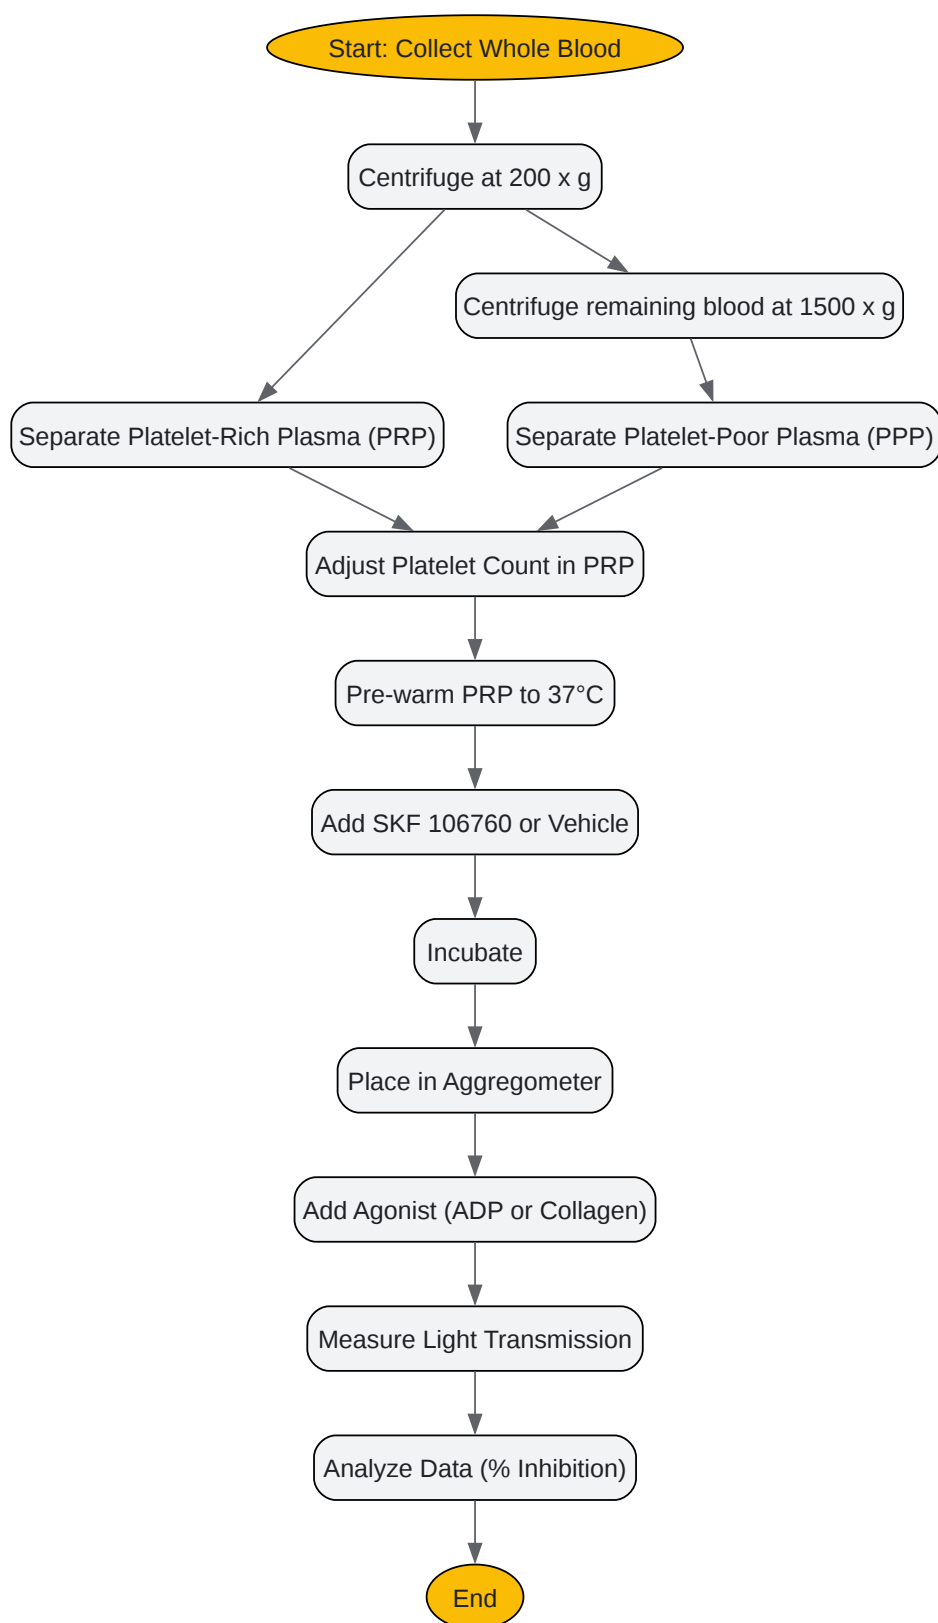 Start: Collect Whole Blood
Centrifuge at 200 x g
Centrifuge remaining blood at 1500 x g
Separate Platelet-Rich Plasma (PRP)
Separate Platelet-Poor Plasma (PPP)
Adjust Platelet Count in PRP
Pre-warm PRP to 37°C
Add SKF 106760 or Vehicle
Incubate
Place in Aggregometer
Add Agonist (ADP or Collagen)
Measure Light Transmission
Analyze Data (% Inhibition)
End